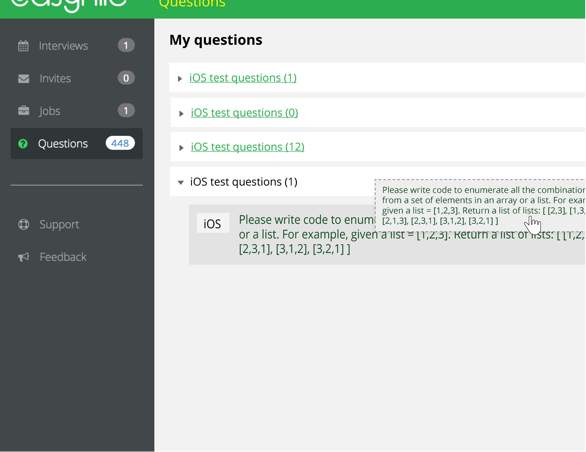 Questions
My questions
Interviews 1
Invites 0
Jobs 1
Questions 448
Support
Feedback
iOS test questions (1)
iOS test questions (0)
iOS test questions (12)
iOS test questions (1)
Please write code to enumerate all the combination
from a set of elements in an array or a list. For exa
given a list = [1,2,3]. Return a list of lists: [ [2,3], [1,3,
[2,1,3], [2,3,1], [3,1,2], [3,2,1] ]
iOS
Please write code to enum
or a list. For example, given a list = [1,2,3]. Return a list of lists: [ [1,2,
[2,3,1], [3,1,2], [3,2,1] ]